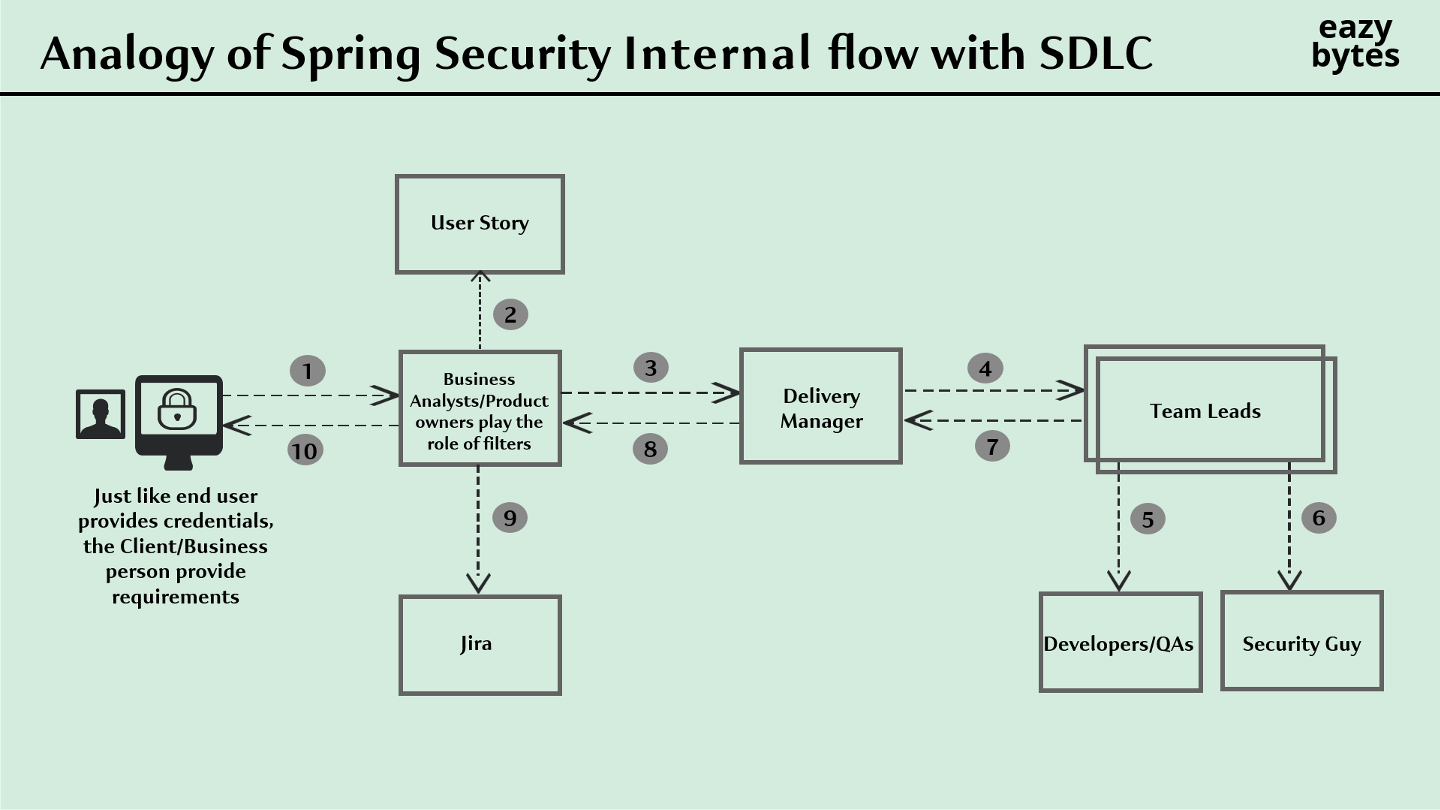 Analogy of Spring Security Internal flow with SDLC
eazy
bytes
User Story
2
1
Business
Analysts/Product
owners play the
role of filters
3
Delivery
Manager
4
Team Leads
10
8
7
Just like end user
provides credentials,
the Client/Business
person provide
requirements
9
5
6
Jira
Developers/QAs
Security Guy